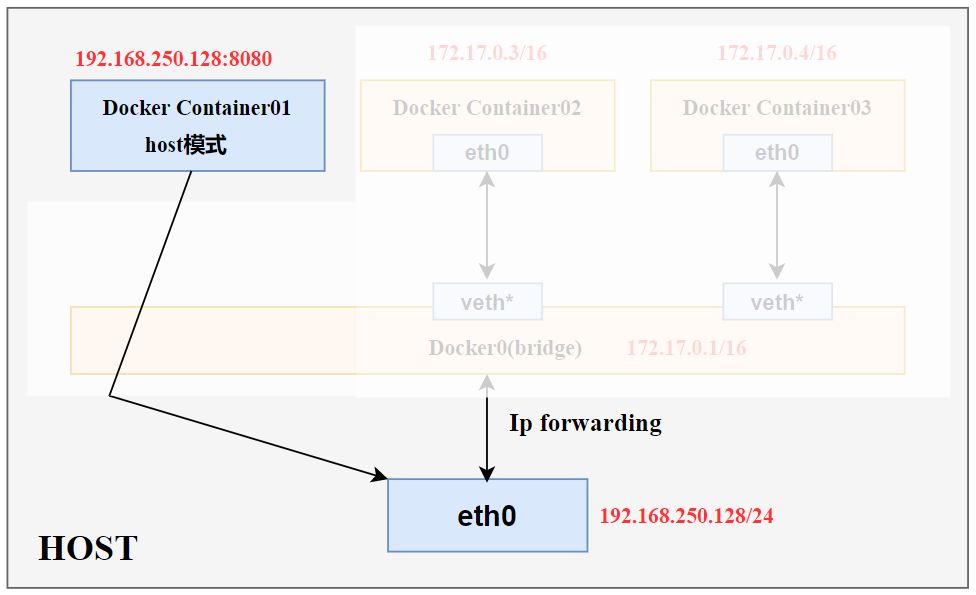 192.168.250.128:8080
Docker Container01
host模式
172.17.0.3/16
Docker Container02
eth0
172.17.0.4/16
Docker Container03
eth0
veth*
veth*
Docker0(bridge)
172.17.0.1/16
Ip forwarding
eth0
192.168.250.128/24
HOST